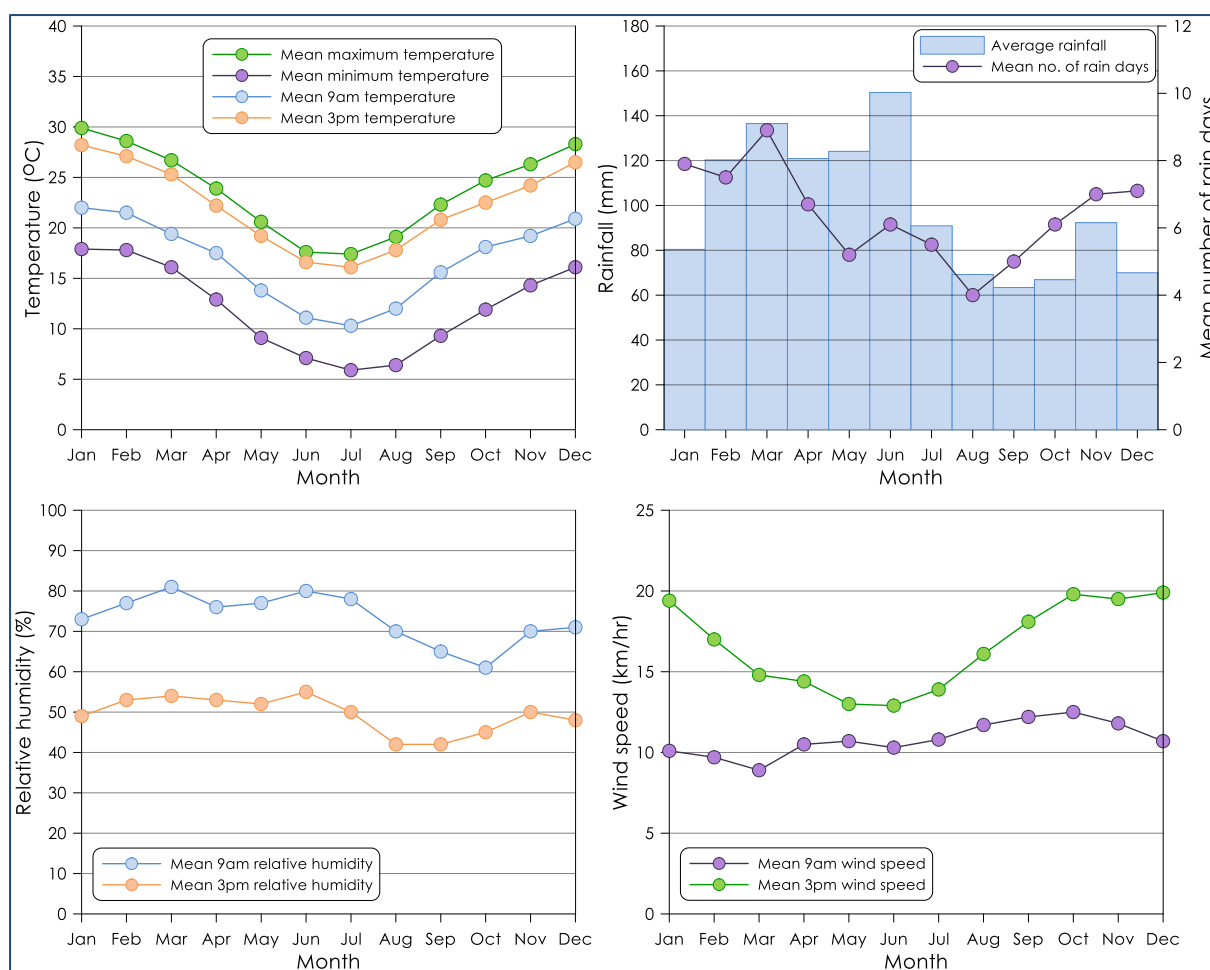 40
35
30
25
20
15
10
5
0
Temperature (OC)
Mean maximum temperature
Mean minimum temperature
Mean 9am temperature
Mean 3pm temperature
Jan Feb Mar Apr May Jun Jul Aug Sep Oct Nov Dec
Month
180
160
140
120
100
80
60
40
20
0
Rainfall (mm)
Average rainfall
Mean no. of rain days
12
10
8
6
4
2
0
Mean number of rain days
Jan Feb Mar Apr May Jun Jul Aug Sep Oct Nov Dec
Month
100
90
80
70
60
50
40
30
20
10
0
Relative humidity (%)
Mean 9am relative humidity
Mean 3pm relative humidity
Jan Feb Mar Apr May Jun Jul Aug Sep Oct Nov Dec
Month
25
20
15
10
5
0
Wind speed (km/hr)
Mean 9am wind speed
Mean 3pm wind speed
Jan Feb Mar Apr May Jun Jul Aug Sep Oct Nov Dec
Month